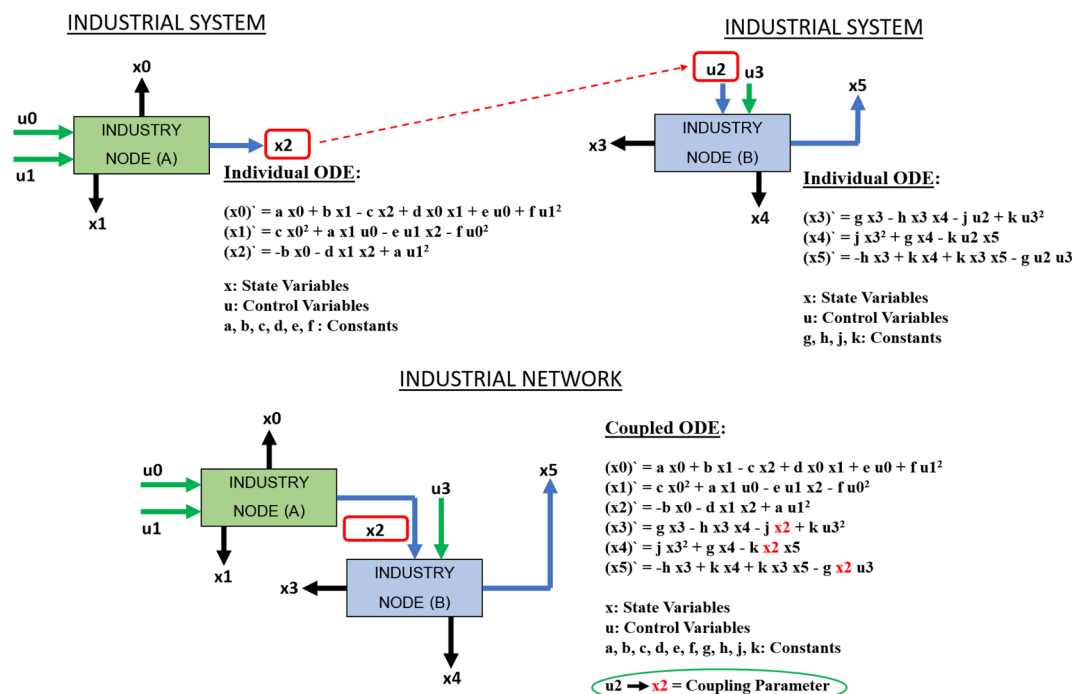 INDUSTRIAL SYSTEM
x0
u0
u1
INDUSTRY
NODE (A)
x2
x1
Individual ODE:
(x0)` = a x0 + b x1 - c x2 + d x0 x1 + e u0 + f u1²
(x1)` = c x0² + a x1 u0 - e u1 x2 - f u0²
(x2)` = -b x0 - d x1 x2 + a u1²
x: State Variables
u: Control Variables
a, b, c, d, e, f : Constants
INDUSTRIAL SYSTEM
u2
u3
x5
x3
INDUSTRY
NODE (B)
x4
Individual ODE:
(x3)` = g x3 - h x3 x4 - j u2 + k u3²
(x4)` = j x3² + g x4 - k u2 x5
(x5)` = -h x3 + k x4 + k x3 x5 - g u2 u3
x: State Variables
u: Control Variables
g, h, j, k: Constants
INDUSTRIAL NETWORK
x0
u0
u1
INDUSTRY
NODE (A)
x2
u3
x5
x1
x3
INDUSTRY
NODE (B)
x4
Coupled ODE:
(x0)` = a x0 + b x1 - c x2 + d x0 x1 + e u0 + f u1²
(x1)` = c x0² + a x1 u0 - e u1 x2 - f u0²
(x2)` = -b x0 - d x1 x2 + a u1²
(x3)` = g x3 - h x3 x4 - j x2 + k u3²
(x4)` = j x3² + g x4 - k x2 x5
(x5)` = -h x3 + k x4 + k x3 x5 - g x2 u3
x: State Variables
u: Control Variables
a, b, c, d, e, f, g, h, j, k: Constants
u2 → x2 = Coupling Parameter